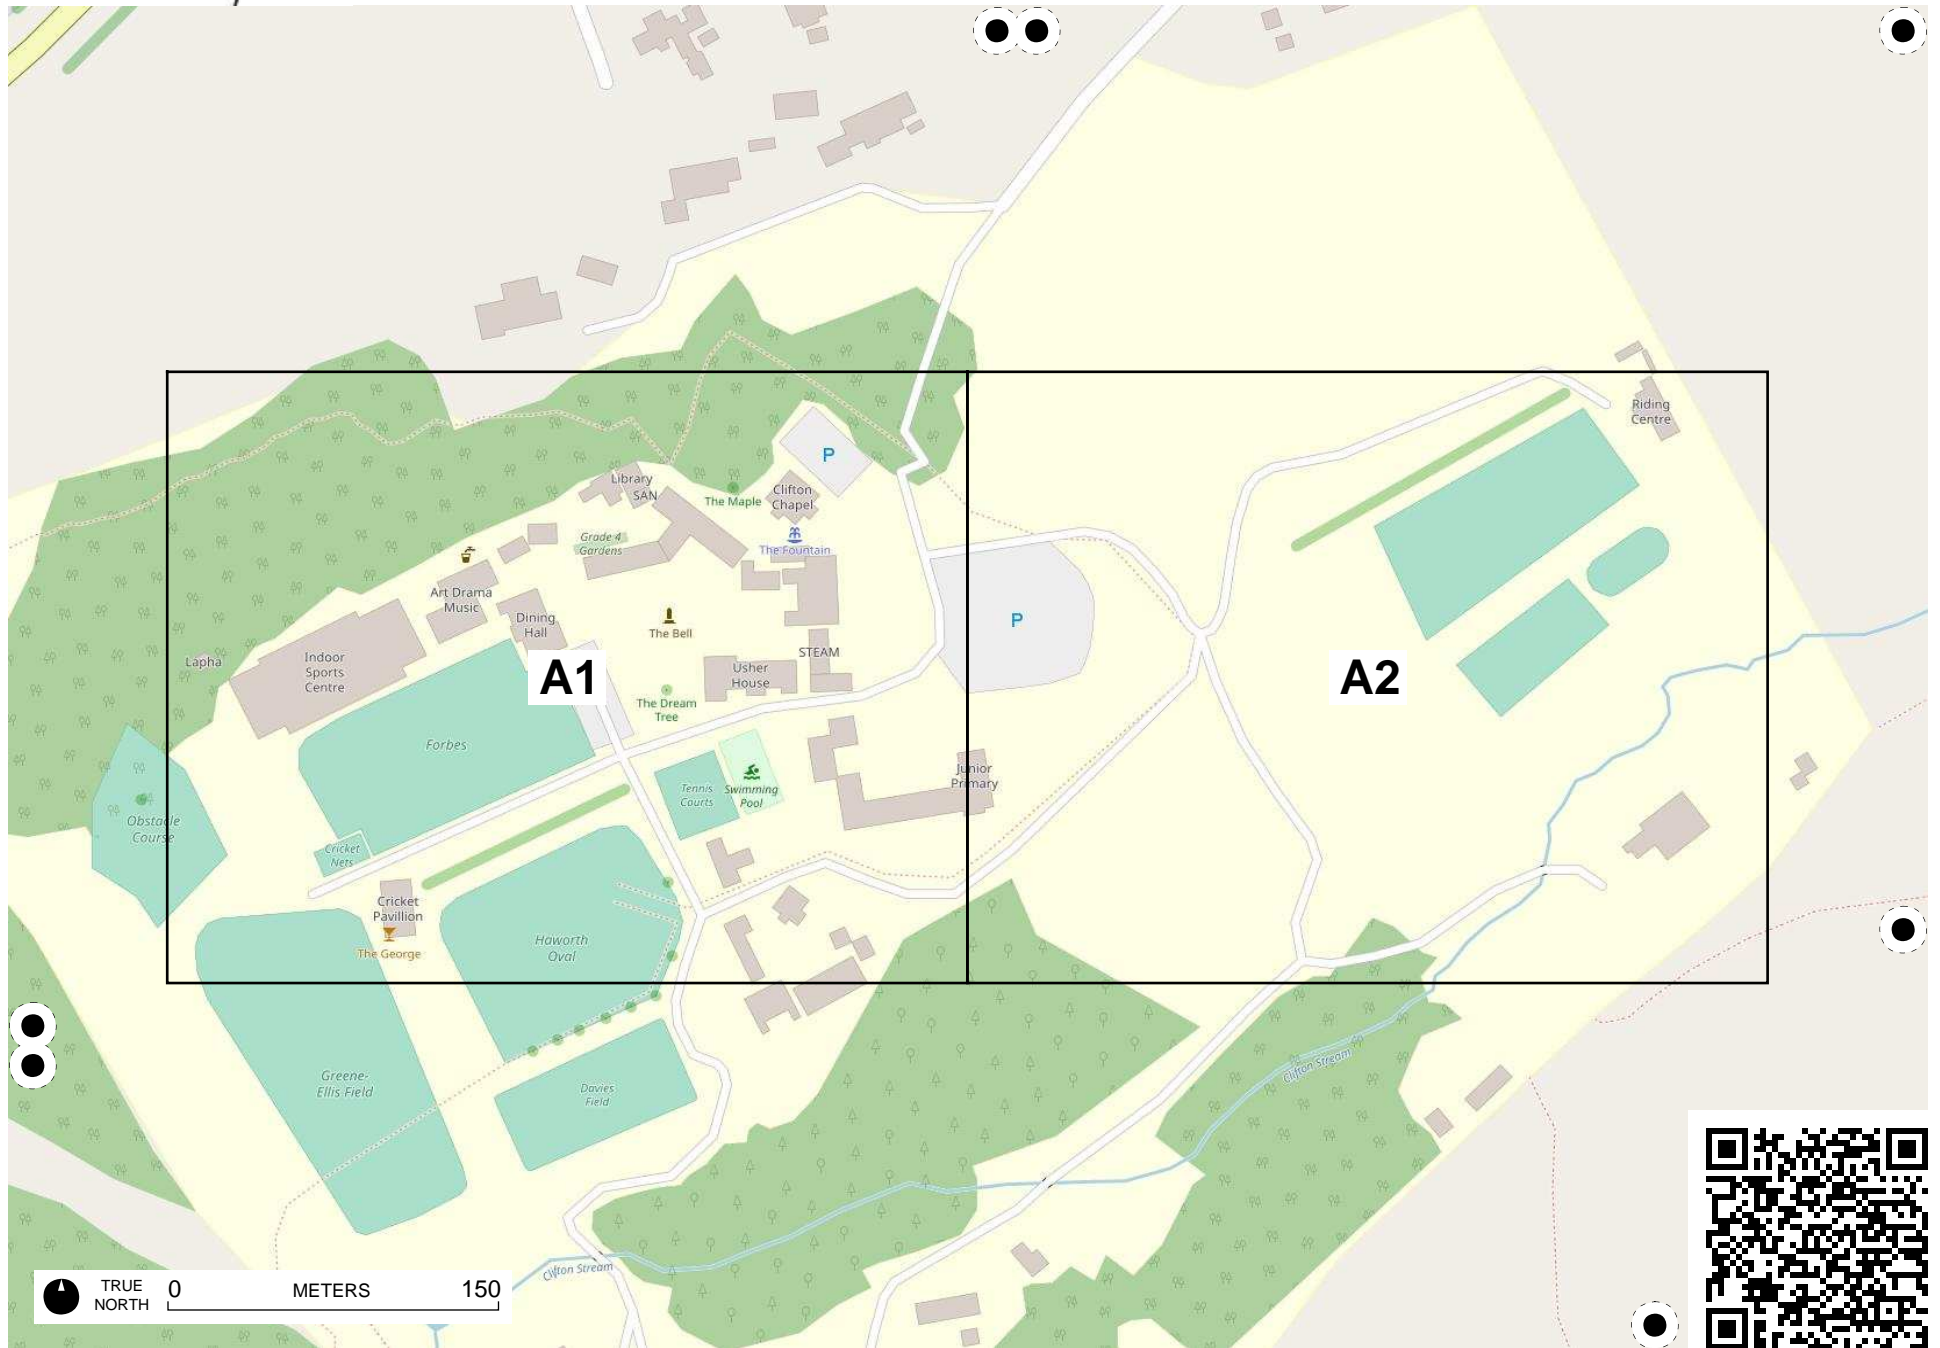 P
Library
SAN
The Maple
Clifton
Chapel
Riding
Centre
Grade 4
Gardens
The Fountain
Art Drama
Music
Dining
Hall
The Bell
P
Lapha
Indoor
Sports
Centre
STEAM
Usher
House
A1
A2
The Dream
Tree
Forbes
Junior
Primary
Tennis
Courts
Swimming
Pool
Obstacle
Course
Cricket
Nets
Cricket
Pavillion
The George
Haworth
Oval
Greene-
Ellis Field
Davies
Field
Clifton Stream
Clifton Stream
TRUE
NORTH
0 METERS 150